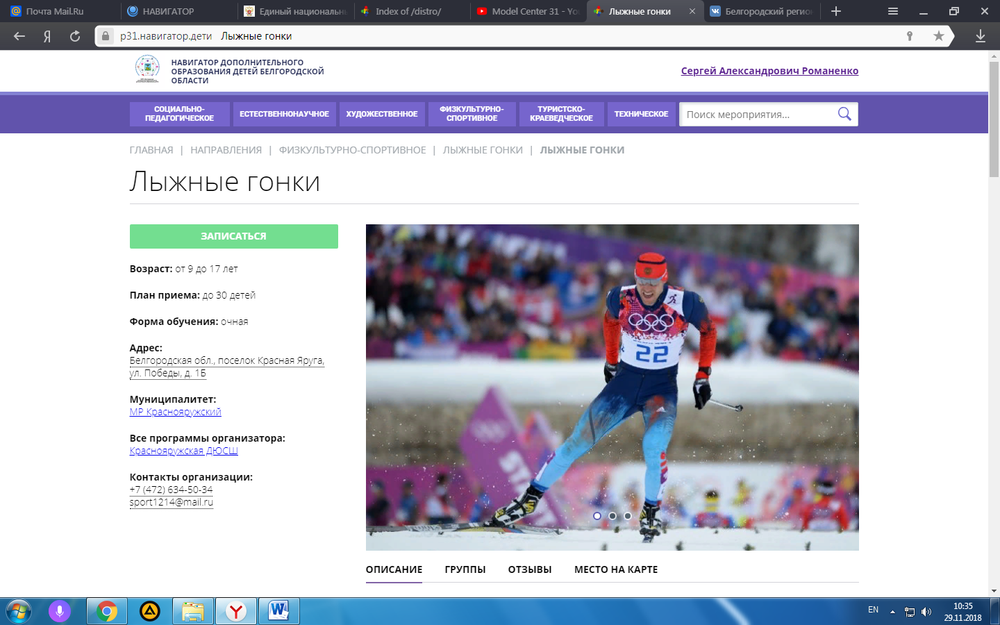 Почта Mail.Ru
НАВИГАТОР
Единый национальн
Index of /distro/
Model Center 31 - Yo
Лыжные гонки
Белгородский регион
Я
р31.навигатор.дети Лыжные гонки
НАВИГАТОР ДОПОЛНИТЕЛЬНОГО
ОБРАЗОВАНИЯ ДЕТЕЙ БЕЛГОРОДСКОЙ
ОБЛАСТИ
Сергей Александрович Романенко
СОЦИАЛЬНО-
ПЕДАГОГИЧЕСКОЕ
ЕСТЕСТВЕННОНАУЧНОЕ
ХУДОЖЕСТВЕННОЕ
ФИЗКУЛЬТУРНО-
СПОРТИВНОЕ
ТУРИСТСКО-
КРАЕВЕДЧЕСКОЕ
ТЕХНИЧЕСКОЕ
Поиск мероприятия...
ГЛАВНАЯ | НАПРАВЛЕНИЯ | ФИЗКУЛЬТУРНО-СПОРТИВНОЕ | ЛЫЖНЫЕ ГОНКИ | ЛЫЖНЫЕ ГОНКИ
Лыжные гонки
ЗАПИСАТЬСЯ
Возраст: от 9 до 17 лет
План приема: до 30 детей
Форма обучения: очная
Адрес:
Белгородская обл., поселок Красная Яруга,
ул. Победы, д. 1Б
Муниципалитет:
МР Краснояружский
Все программы организатора:
Краснояружская ДЮСШ
Контакты организации:
+7 (472) 634-50-34
sport1214@mail.ru
22
START
ОПИСАНИЕ
ГРУППЫ
ОТЗЫВЫ
МЕСТО НА КАРТЕ
EN
10:35
29.11.2018